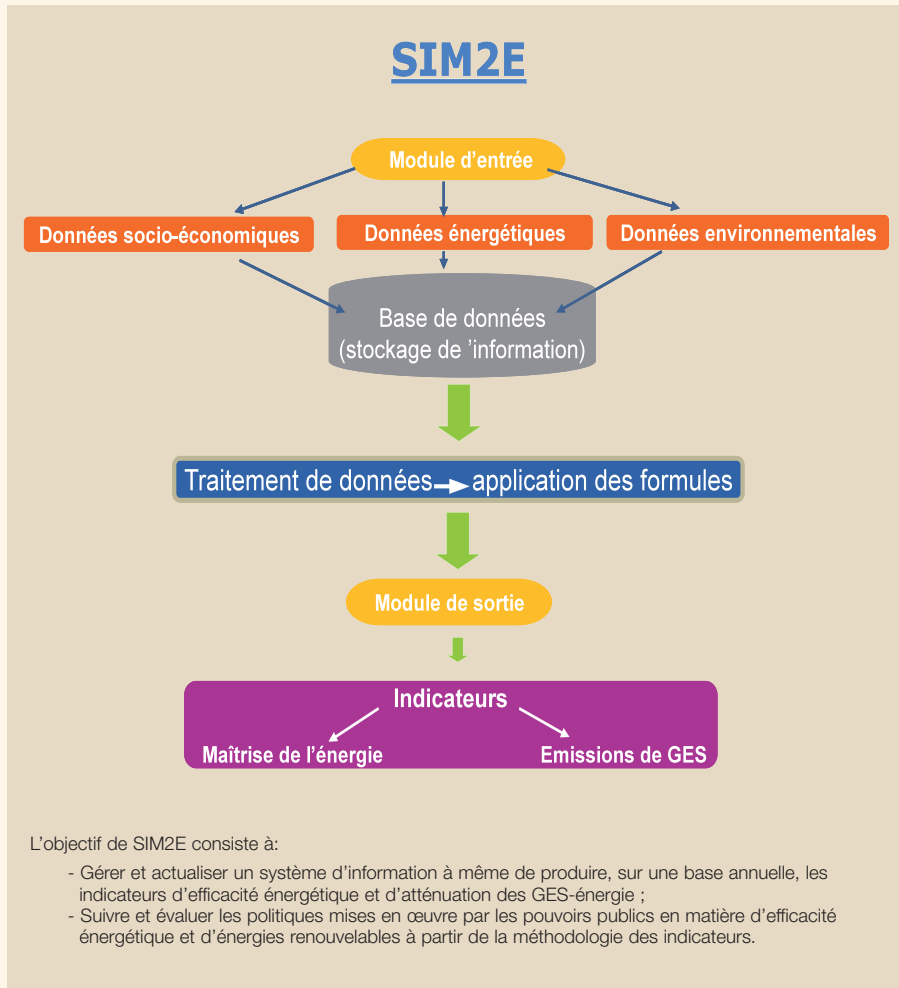 SIM2E
Module d'entrée
Données socio-économiques
Données énergétiques
Données environnementales
Base de données
(stockage de ’information)
Traitement de données application des formules
Module de sortie
Indicateurs
Maîtrise de l'énergie
Emissions de GES
L'objectif de SIM2E consiste à:
- Gérer et actualiser un système d'information à même de produire, sur une base annuelle, les
indicateurs d'efficacité énergétique et d'atténuation des GES-énergie ;
- Suivre et évaluer les politiques mises en œuvre par les pouvoirs publics en matière d'efficacité
énergétique et d'énergies renouvelables à partir de la méthodologie des indicateurs.